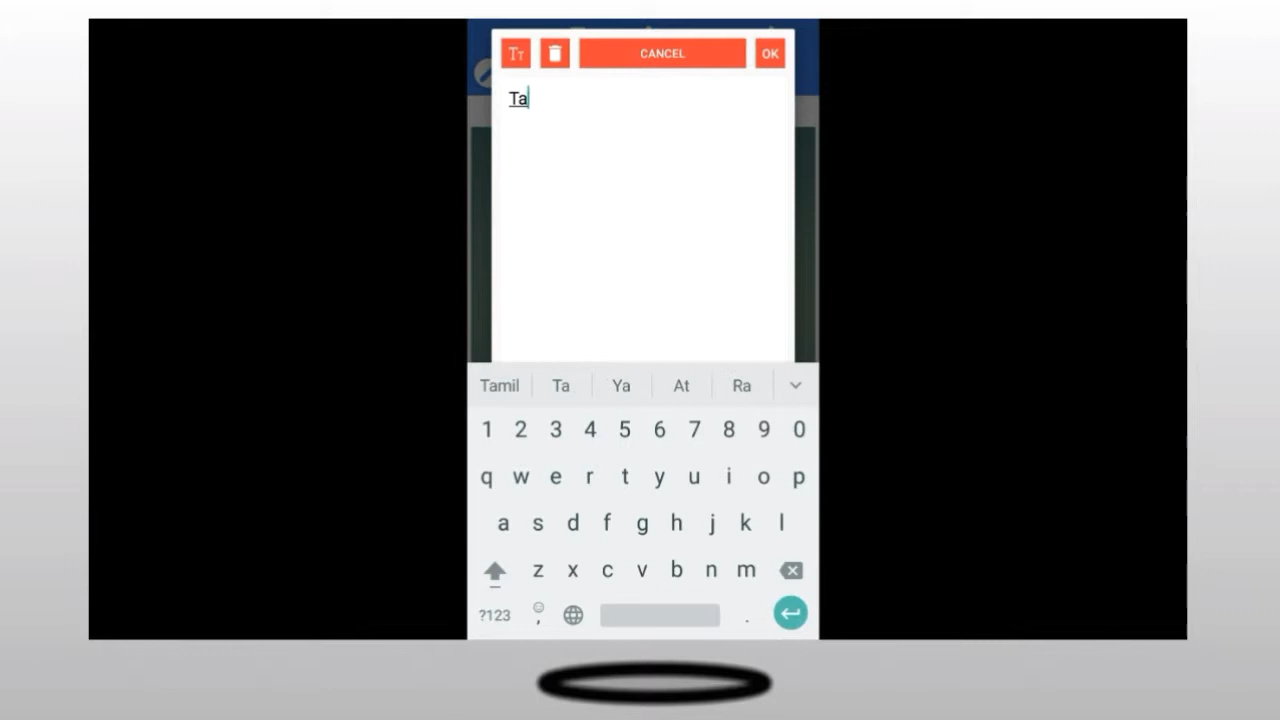 TT CANCEL OK
Ta
Tamil Ta Ya At Ra
1 2 3 4 5 6 7 8 9 0
q w e r t y u i o p
a s d f g h j k l
z x c v b n m
?123 , .